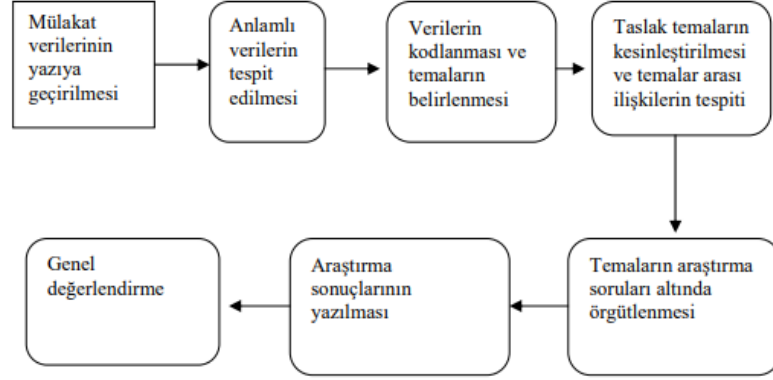 Mülakat
verilerinin
yazıya
geçirilmesi
Anlamlı
verilerin
tespit
edilmesi
Verilerin
kodlanması ve
temaların
belirlenmesi
Taslak temaların
kesinleştirilmesi
ve temalar arası
ilişkilerin tespiti
Temaların araştırma
soruları altında
örgütlenmesi
Araştırma
sonuçlarının
yazılması
Genel
değerlendirme